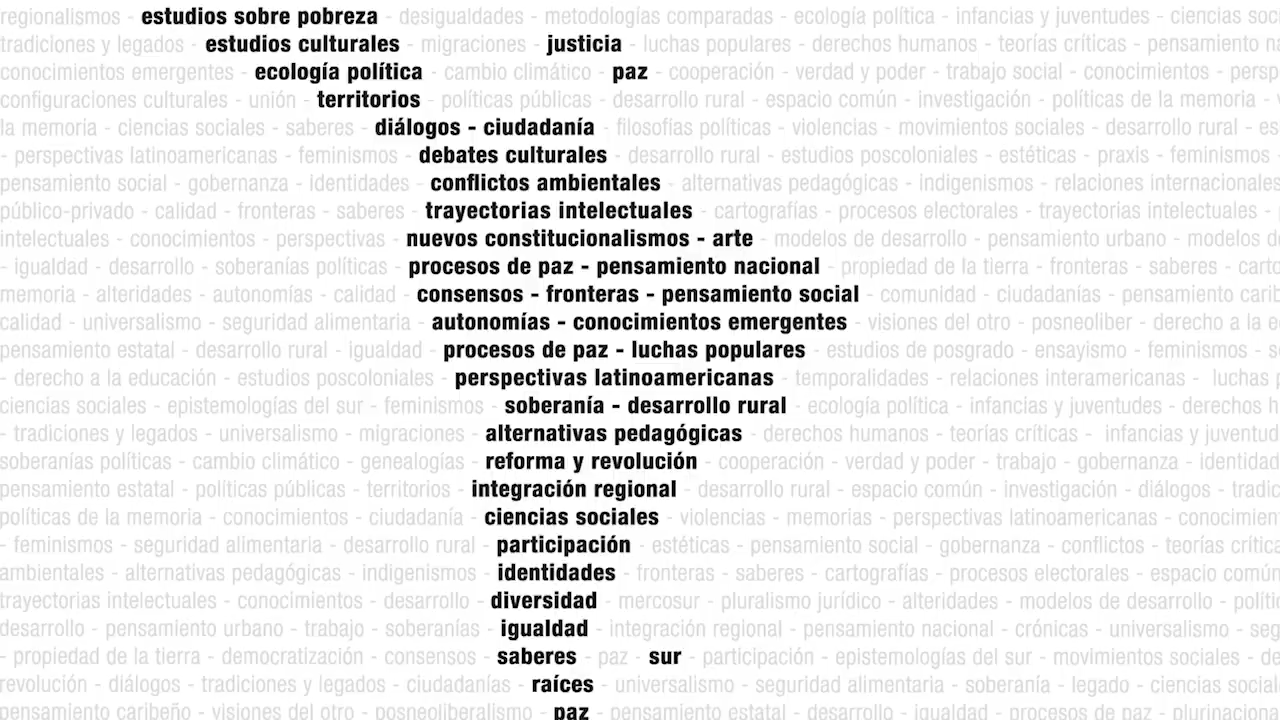 regionalismos - estudios sobre pobreza - desigualdades - metodologías comparadas - ecología política - infancias y juventudes - ciencias
tradiciones y legados - estudios culturales - migraciones - justicia - luchas populares - derechos humanos - teorías críticas - pensamiento
conocimientos emergentes - ecología política - cambio climático - paz - cooperación - verdad y poder - trabajo social - conocimientos -
configuraciones culturales - unión - territorios - políticas públicas - desarrollo rural - espacio común - investigación - políticas de la memoria -
la memoria - ciencias sociales - saberes - diálogos - ciudadanía - filosofías políticas - violencias - movimientos sociales - desarrollo rural -
- perspectivas latinoamericanas - feminismos - debates culturales - desarrollo rural - estudios poscoloniales - estéticas - praxis - feminismos
pensamiento social - gobernanza - identidades - conflictos ambientales - alternativas pedagógicas - indigenismos - relaciones internacionales
público-privado - calidad - fronteras - saberes - trayectorias intelectuales - cartografías - procesos electorales - trayectorias intelectuales -
intelectuales - conocimientos - perspectivas - nuevos constitucionalismos - arte - modelos de desarrollo - pensamiento urbano - modelos
- igualdad - desarrollo - soberanías políticas - procesos de paz - pensamiento nacional - propiedad de la tierra - fronteras - saberes -
memoria - alteridades - autonomías - calidad - consensos - fronteras - pensamiento social - comunidad - ciudadanías - pensamiento
calidad - universalismo - seguridad alimentaria - autonomías - conocimientos emergentes - visiones del otro - posneoliber - derecho a la
pensamiento estatal - desarrollo rural - igualdad - procesos de paz - luchas populares - estudios de posgrado - ensayismo - feminismos -
- derecho a la educación - estudios poscoloniales - perspectivas latinoamericanas - temporalidades - relaciones interamericanas - luchas
ciencias sociales - epistemologías del sur - feminismos - soberanía - desarrollo rural - ecología política - infancias y juventudes - derechos
- tradiciones y legados - universalismo - migraciones - alternativas pedagógicas - derechos humanos - teorías críticas - infancias y
soberanías políticas - cambio climático - genealogías - reforma y revolución - cooperación - verdad y poder - trabajo - gobernanza -
pensamiento estatal - políticas públicas - territorios - integración regional - desarrollo rural - espacio común - investigación - diálogos -
políticas de la memoria - conocimientos - ciudadanía - ciencias sociales - violencias - memorias - perspectivas latinoamericanas -
- feminismos - seguridad alimentaria - desarrollo rural - participación - estéticas - pensamiento social - gobernanza - conflictos - teorías
ambientales - alternativas pedagógicas - indigenismos - identidades - fronteras - saberes - cartografías - procesos electorales - espacio
trayectorias intelectuales - conocimientos - desarrollo - diversidad - mercosur - pluralismo jurídico - alteridades - modelos de desarrollo -
desarrollo - pensamiento urbano - trabajo - soberanías - igualdad - integración regional - pensamiento nacional - crónicas - universalismo -
- propiedad de la tierra - democratización - consensos - saberes - paz - sur - participación - epistemologías del sur - movimientos sociales -
revolución - diálogos - tradiciones y legados - ciudadanías - raíces - universalismo - seguridad alimentaria - soberanía - legado - ciencias
pensamiento caribeño - visiones del otro - posneoliberalismo - paz - pensamiento estatal - desarrollo - igualdad - procesos de paz -